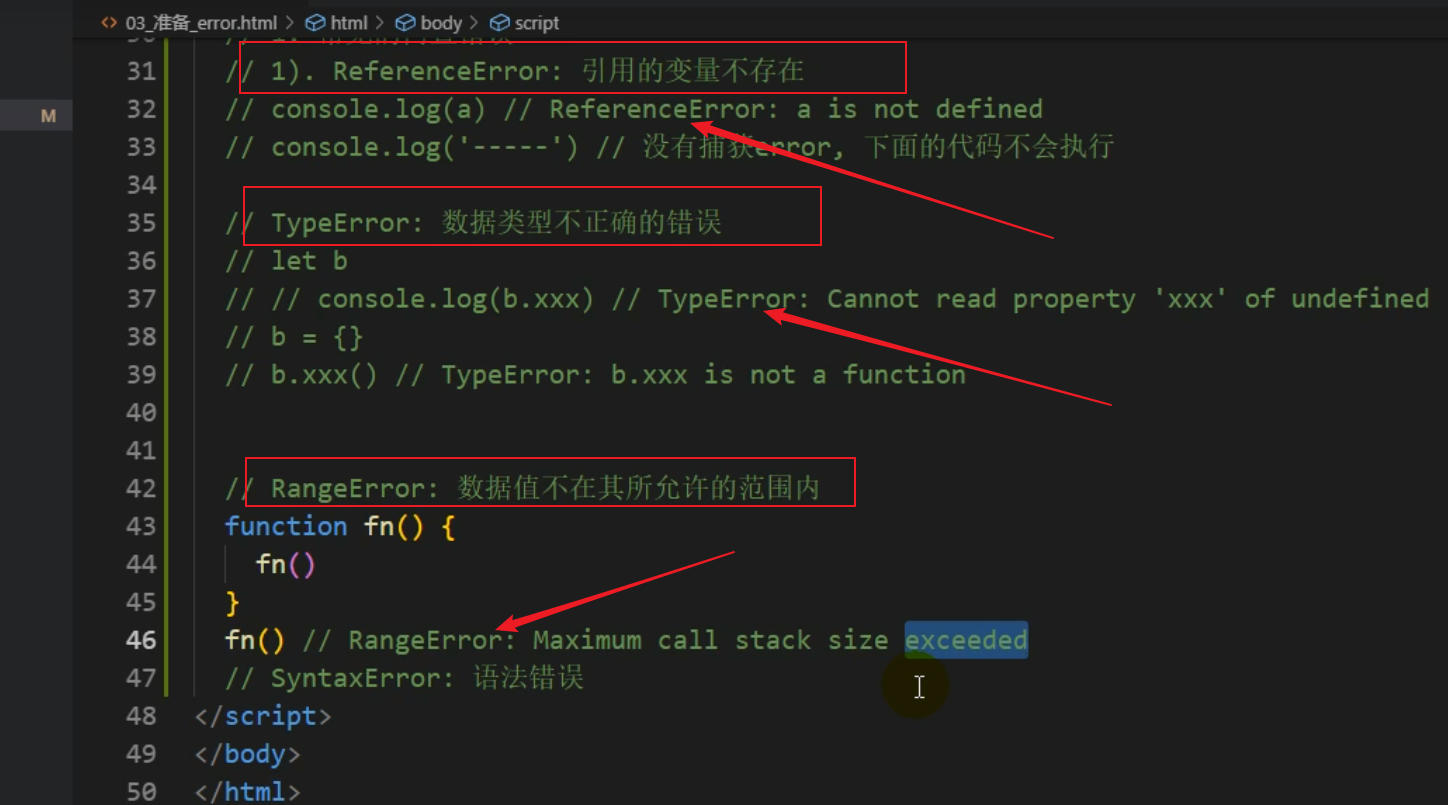 03_准备_error.html > html > body > script
M
31 // 1). ReferenceError: 引用的变量不存在
32 // console.log(a) // ReferenceError: a is not defined
33 // console.log('-----') // 没有捕获error, 下面的代码不会执行
34
35 // TypeError: 数据类型不正确的错误
36 // let b
37 // // console.log(b.xxx) // TypeError: Cannot read property 'xxx' of undefined
38 // b = {}
39 // b.xxx() // TypeError: b.xxx is not a function
40
41
42 // RangeError: 数据值不在其所允许的范围内
43 function fn() {
44 fn()
45 }
46 fn() // RangeError: Maximum call stack size exceeded
47 // SyntaxError: 语法错误
48 </script>
49 </body>
50 </html>